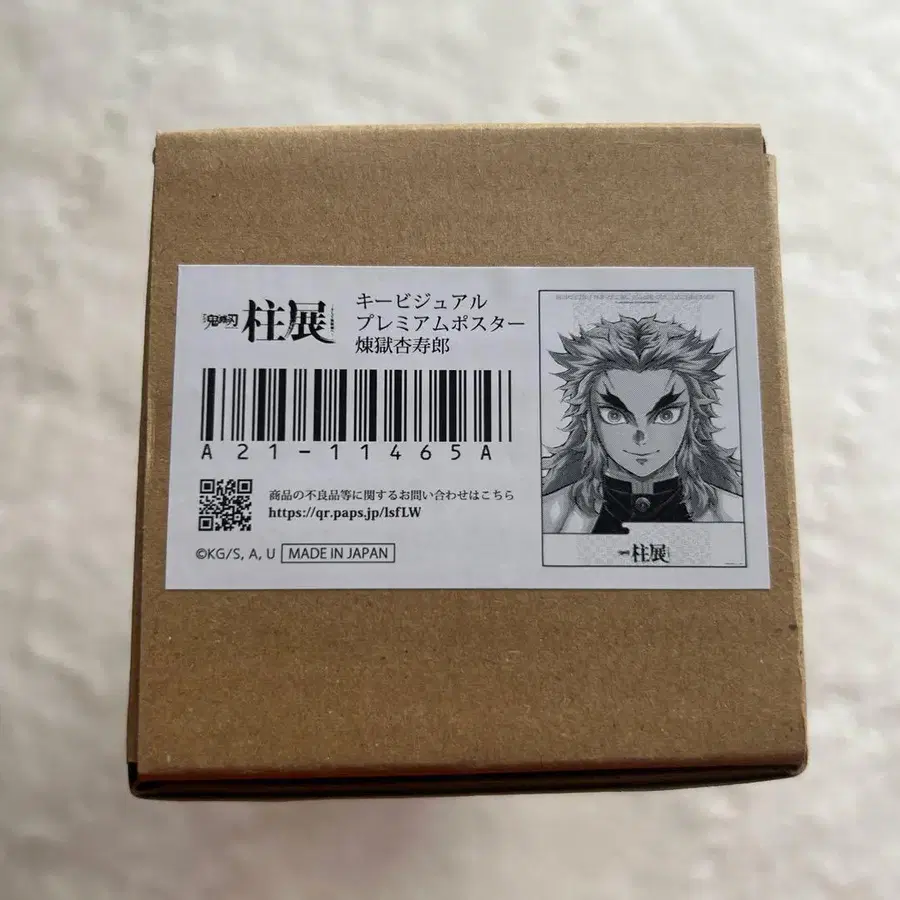 鬼滅の刃 柱展
キービジュアル
プレミアムポスター
煉獄杏寿郎
A21-11465A
商品の不良品等に関するお問い合わせはこちら
https://qr.paps.jp/lsfLW
©KG/S, A, U MADE IN JAPAN
柱展